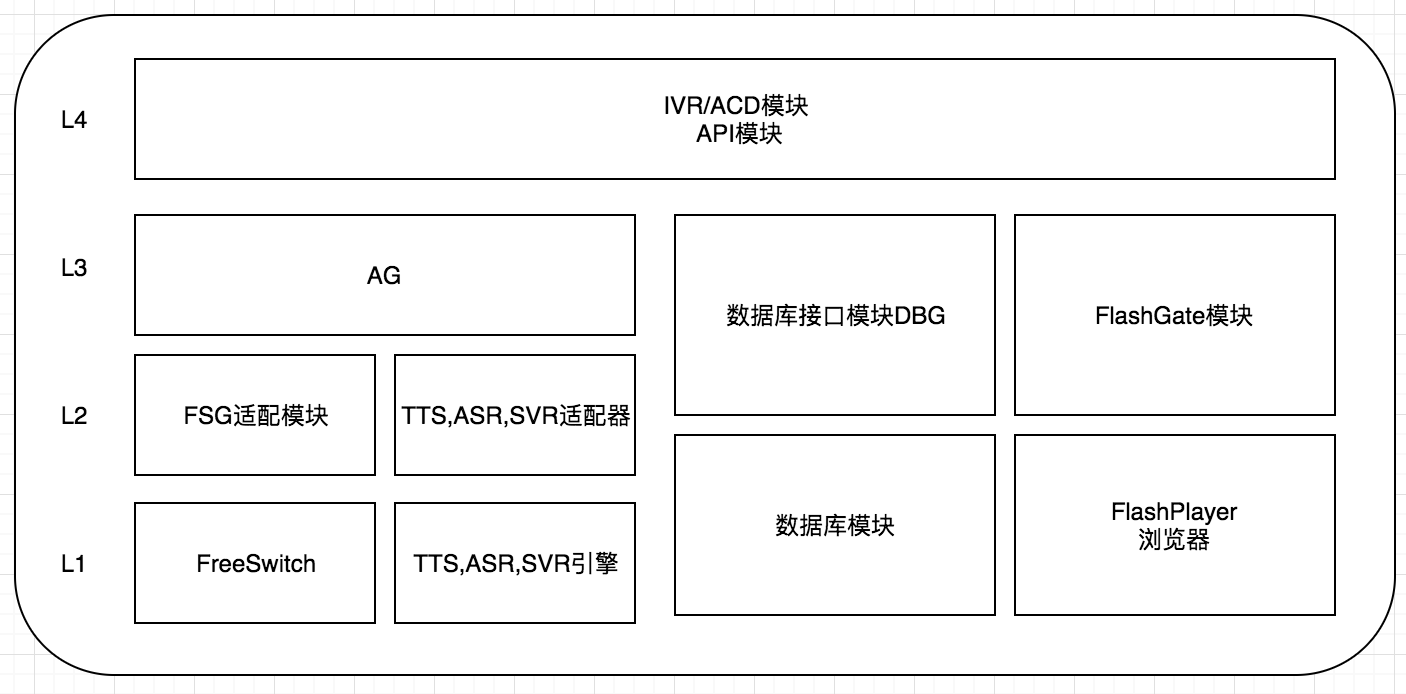 L4
IVR/ACD模块
API模块
L3
AG
数据库接口模块DBG
FlashGate模块
L2
FSG适配模块
TTS,ASR,SVR适配器
数据库模块
FlashPlayer
浏览器
L1
FreeSwitch
TTS,ASR,SVR引擎